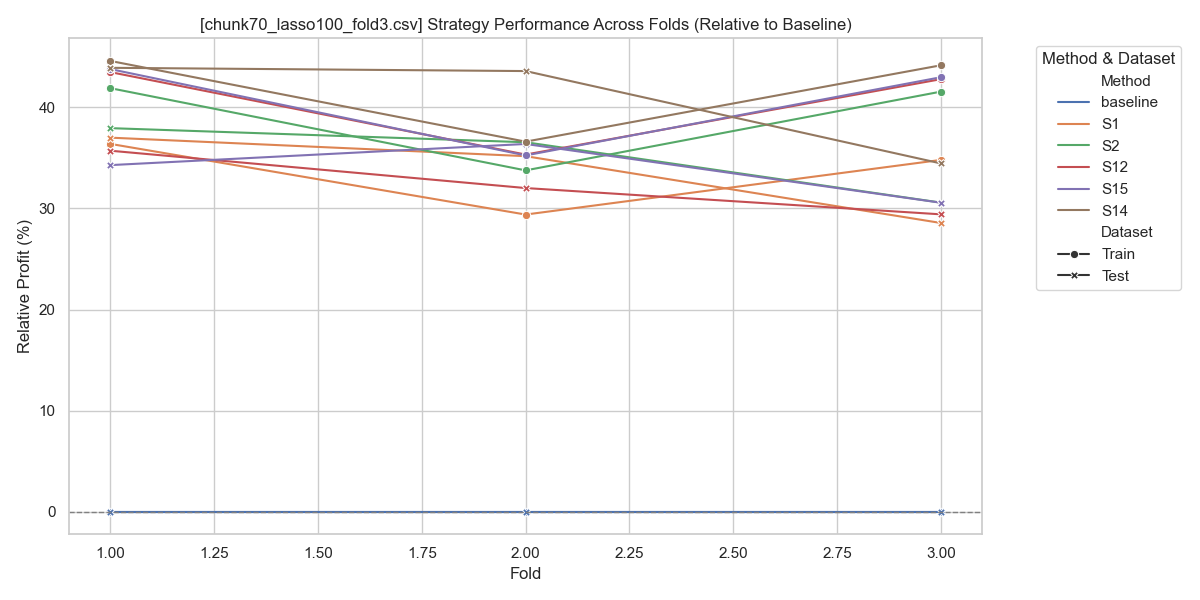 [chunk70_lasso100_fold3.csv] Strategy Performance Across Folds (Relative to Baseline)
Relative Profit (%)
40
30
20
10
0
1.00 1.25 1.50 1.75 2.00 2.25 2.50 2.75 3.00
Fold
Method & Dataset
Method
baseline
S1
S2
S12
S15
S14
Dataset
Train
Test